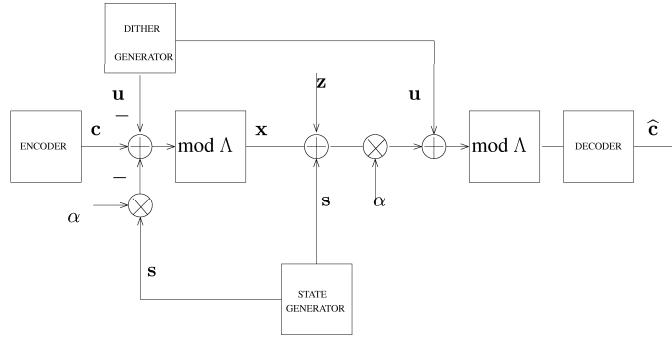 DITHER
GENERATOR
u
−
z
u
ENCODER
c
mod Λ
x
mod Λ
DECODER
ĉ
−
α
s
α
s
STATE
GENERATOR